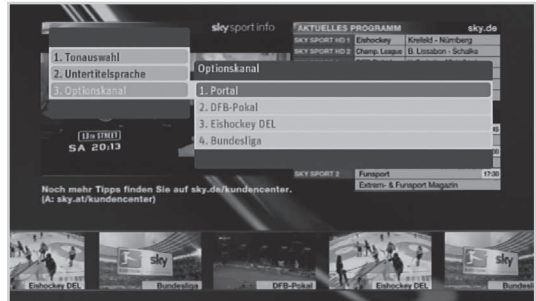 sky sport info
AKTUELLES PROGRAMM sky.de
SKY SPORT HD 1 Eishockey Krefeld - Nürnberg
SKY SPORT HD 2 Champ. League B. Lissabon - Schalke
1. Tonauswahl
2. Untertitelsprache
3. Optionskanal
Optionskanal
1. Portal
2. DFB-Pokal
3. Eishockey DEL
4. Bundesliga
13TH STREET
SA 20:13
SKY SPORT 2 Funsport 17:30
Extrem- & Funsport Magazin
Noch mehr Tipps finden Sie auf sky.de/kundencenter.
(A: sky.at/kundencenter)
sky
sky
Eishockey DEL
Bundesliga
DFB-Pokal
Eishockey DEL
Bundesl